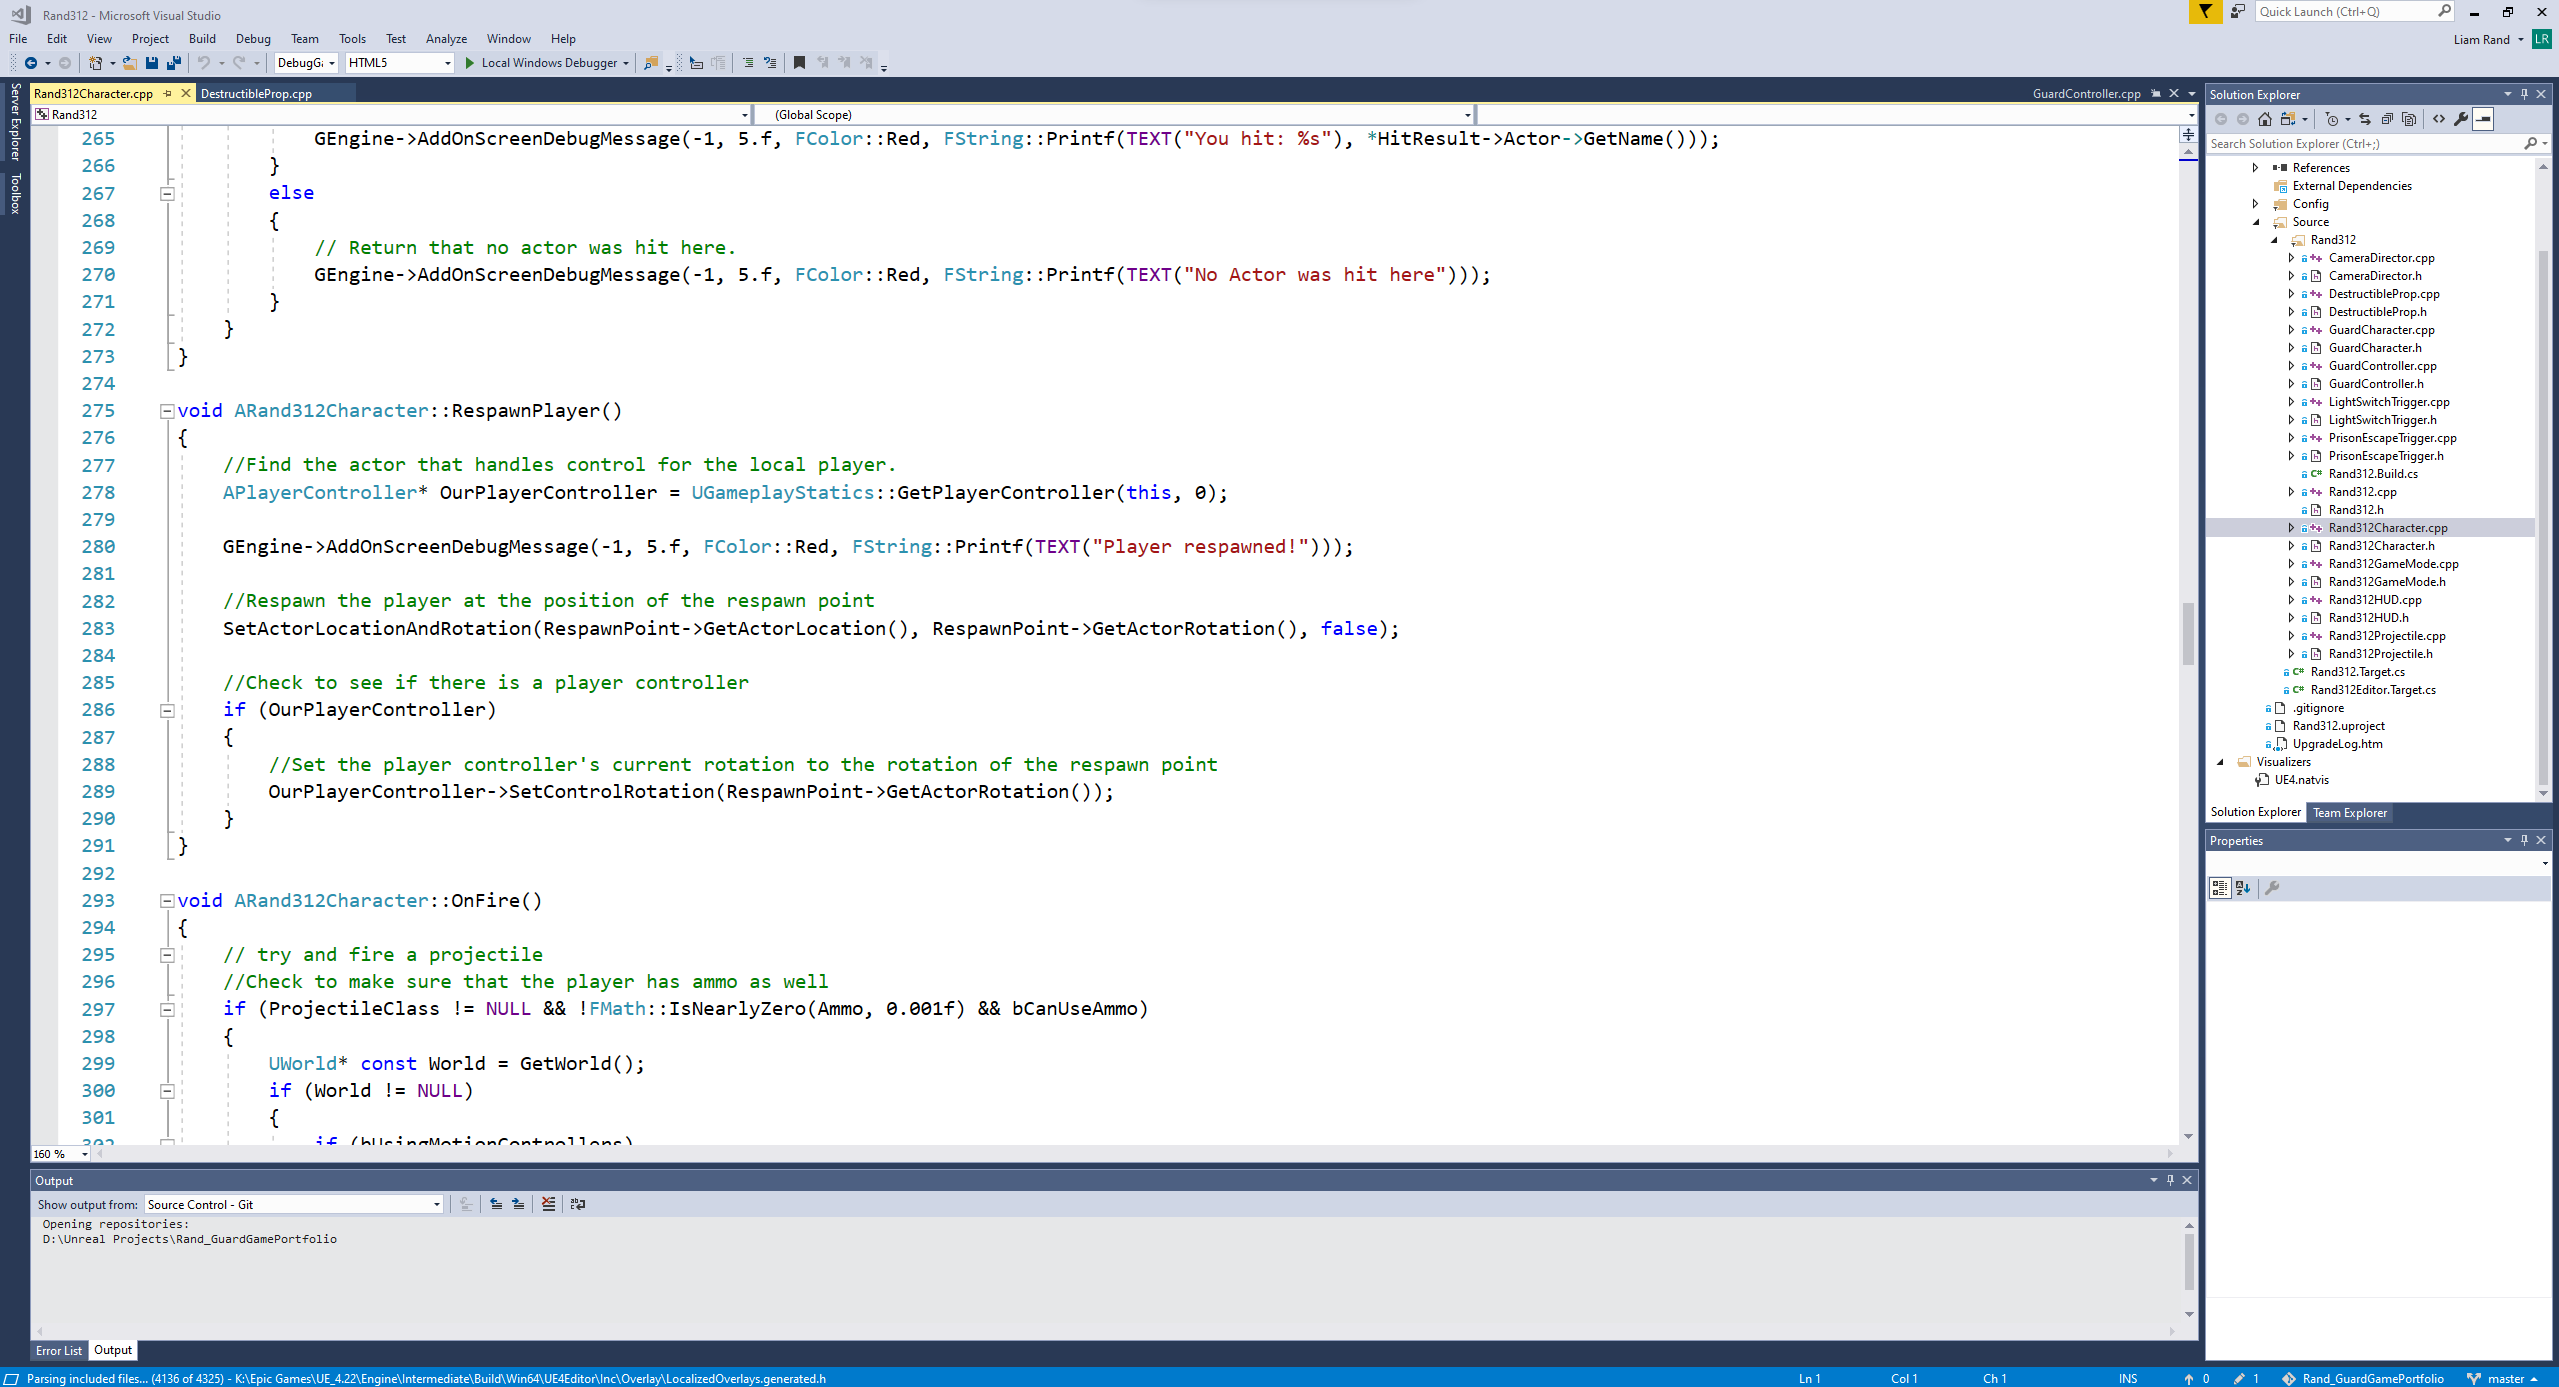 Rand312 - Microsoft Visual Studio
Quick Launch (Ctrl+Q)
File Edit View Project Build Debug Team Tools Test Analyze Window Help
Liam Rand LR
DebugGa HTML5 Local Windows Debugger
Server Explorer
Toolbox
Rand312Character.cpp DestructibleProp.cpp GuardController.cpp
Rand312 (Global Scope)
265 GEngine->AddOnScreenDebugMessage(-1, 5.f, FColor::Red, FString::Printf(TEXT("You hit: %s"), *HitResult->Actor->GetName()));
266 }
267 else
268 {
269 // Return that no actor was hit here.
270 GEngine->AddOnScreenDebugMessage(-1, 5.f, FColor::Red, FString::Printf(TEXT("No Actor was hit here")));
271 }
272 }
273 }
274
275 void ARand312Character::RespawnPlayer()
276 {
277 //Find the actor that handles control for the local player.
278 APlayerController* OurPlayerController = UGameplayStatics::GetPlayerController(this, 0);
279
280 GEngine->AddOnScreenDebugMessage(-1, 5.f, FColor::Red, FString::Printf(TEXT("Player respawned!")));
281
282 //Respawn the player at the position of the respawn point
283 SetActorLocationAndRotation(RespawnPoint->GetActorLocation(), RespawnPoint->GetActorRotation(), false);
284
285 //Check to see if there is a player controller
286 if (OurPlayerController)
287 {
288 //Set the player controller's current rotation to the rotation of the respawn point
289 OurPlayerController->SetControlRotation(RespawnPoint->GetActorRotation());
290 }
291 }
292
293 void ARand312Character::OnFire()
294 {
295 // try and fire a projectile
296 //Check to make sure that the player has ammo as well
297 if (ProjectileClass != NULL && !FMath::IsNearlyZero(Ammo, 0.001f) && bCanUseAmmo)
298 {
299 UWorld* const World = GetWorld();
300 if (World != NULL)
301 {
302 if (bUsingMotionControllers)
160 %
Output
Show output from: Source Control - Git
Opening repositories:
D:\Unreal Projects\Rand_GuardGamePortfolio
Error List Output
Solution Explorer
Search Solution Explorer (Ctrl+;)
References
External Dependencies
Config
Source
Rand312
CameraDirector.cpp
CameraDirector.h
DestructibleProp.cpp
DestructibleProp.h
GuardCharacter.cpp
GuardCharacter.h
GuardController.cpp
GuardController.h
LightSwitchTrigger.cpp
LightSwitchTrigger.h
PrisonEscapeTrigger.cpp
PrisonEscapeTrigger.h
Rand312.Build.cs
Rand312.cpp
Rand312.h
Rand312Character.cpp
Rand312Character.h
Rand312GameMode.cpp
Rand312GameMode.h
Rand312HUD.cpp
Rand312HUD.h
Rand312Projectile.cpp
Rand312Projectile.h
Rand312.Target.cs
Rand312Editor.Target.cs
.gitignore
Rand312.uproject
UpgradeLog.htm
Visualizers
UE4.natvis
Solution Explorer Team Explorer
Properties
Parsing included files... (4136 of 4325) - K:\Epic Games\UE_4.22\Engine\Intermediate\Build\Win64\UE4Editor\Inc\Overlay\LocalizedOverlays.generated.h Ln 1 Col 1 Ch 1 INS 0 1 Rand_GuardGamePortfolio master